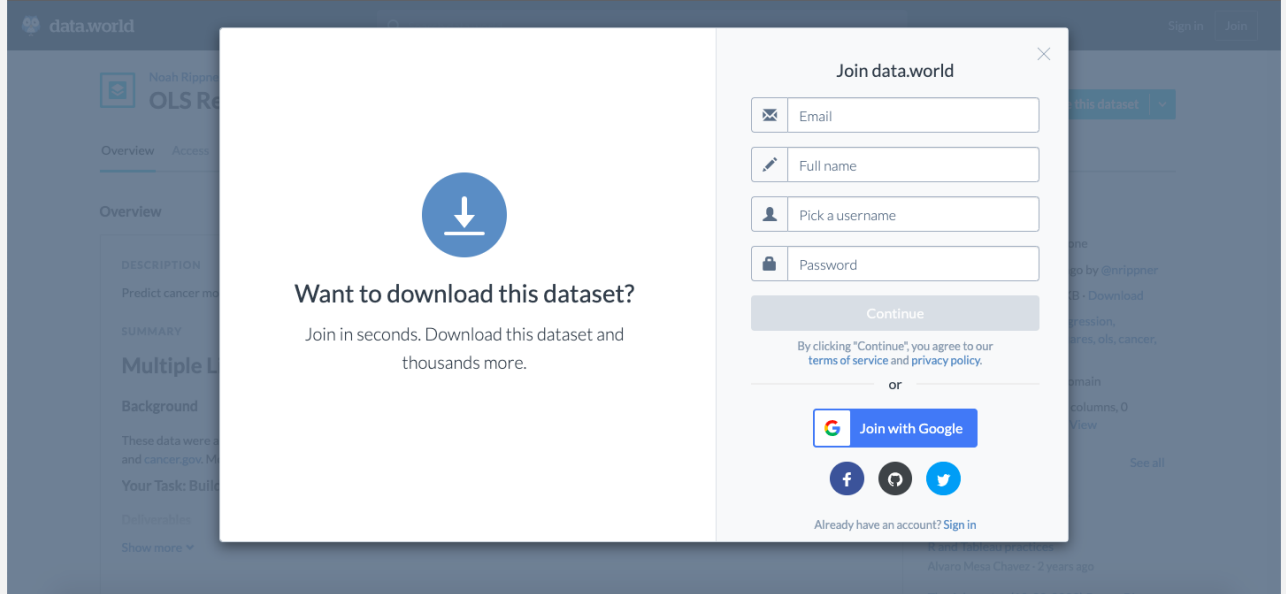 data.world
Sign in
Join
Noah Rippne
OLS Re
this dataset
Overview
Access
Overview
DESCRIPTION
Predict cancer mo
SUMMARY
Multiple L
Background
These data were a
and cancer.gov. M
Your Task: Build
Deliverables
Show more
Want to download this dataset?
Join in seconds. Download this dataset and
thousands more.
Join data.world
Email
Full name
Pick a username
Password
Continue
By clicking "Continue", you agree to our
terms of service and privacy policy.
or
Join with Google
Already have an account? Sign in
go by @nrippner
CB - Download
gression,
ares, ols, cancer,
omain
columns, 0
View
See all
R and Tableau practices
Alvaro Mesa Chaves - 2 years ago